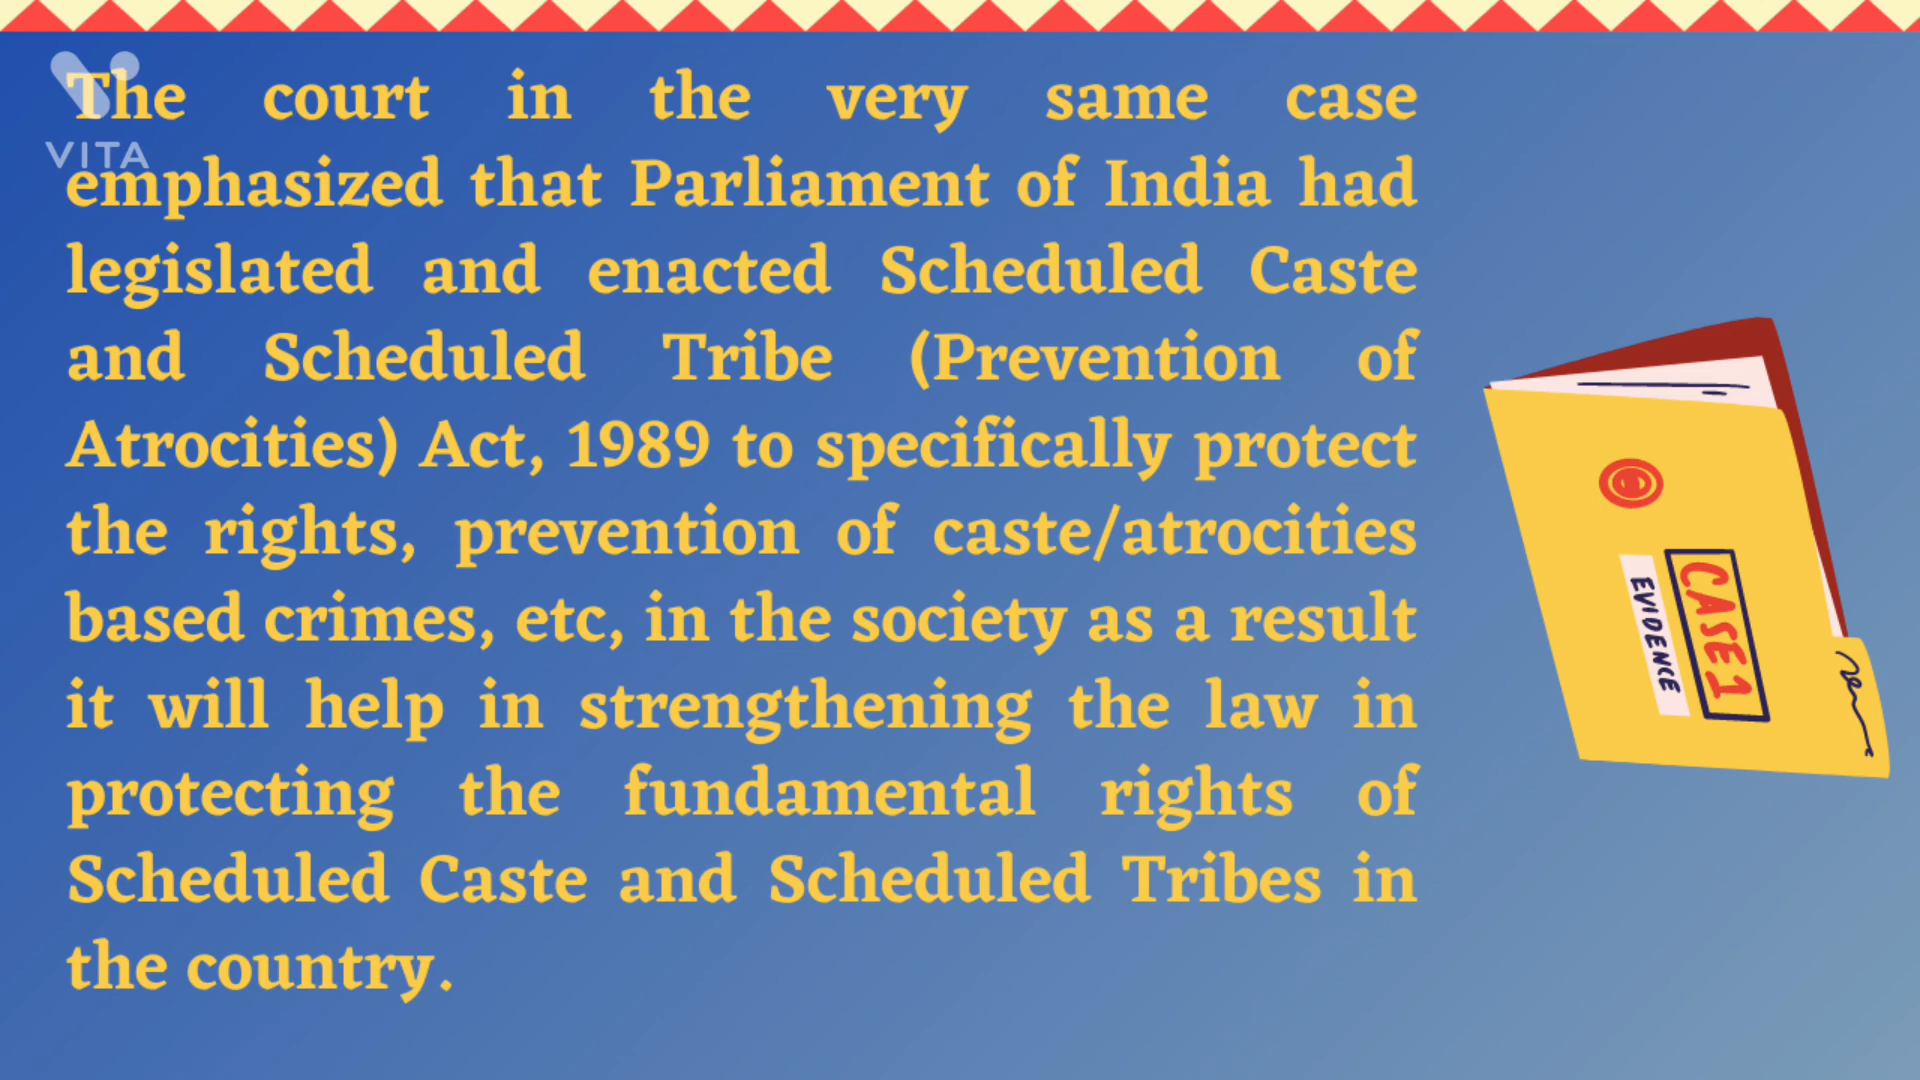 VITA
The court in the very same case
emphasized that Parliament of India had
legislated and enacted Scheduled Caste
and Scheduled Tribe (Prevention of
Atrocities) Act, 1989 to specifically protect
the rights, prevention of caste/atrocities
based crimes, etc, in the society as a result
it will help in strengthening the law in
protecting the fundamental rights of
Scheduled Caste and Scheduled Tribes in
the country.
CASE 1
EVIDENCE